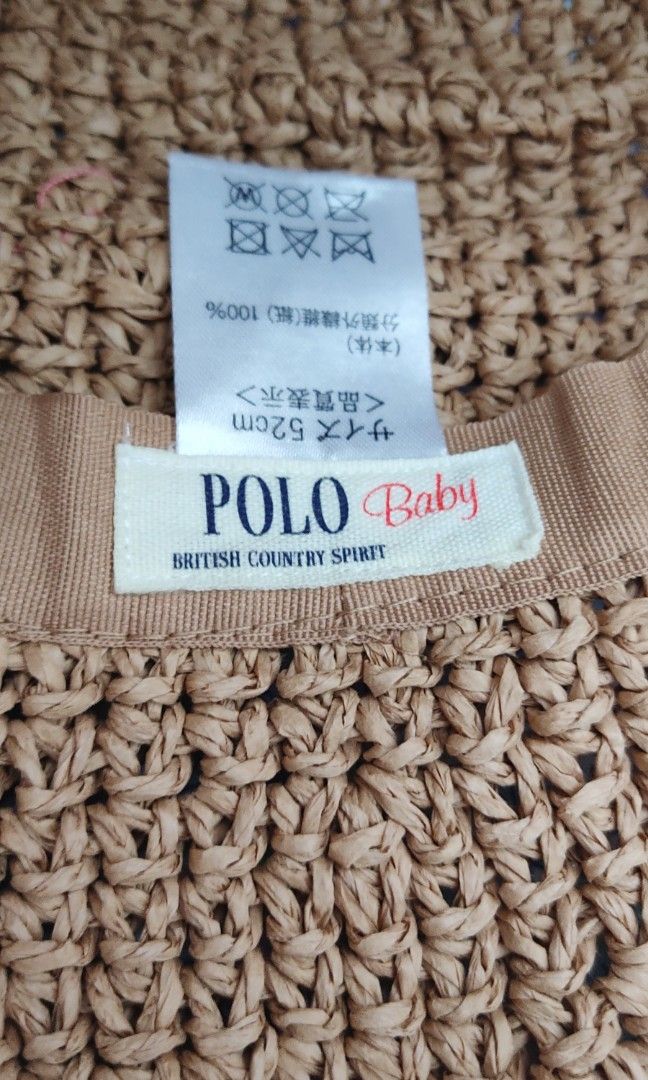 サイズ 52cm
<品質表示>
(本体)
分類外繊維(紙) 100%
POLO Baby
BRITISH COUNTRY SPIRIT